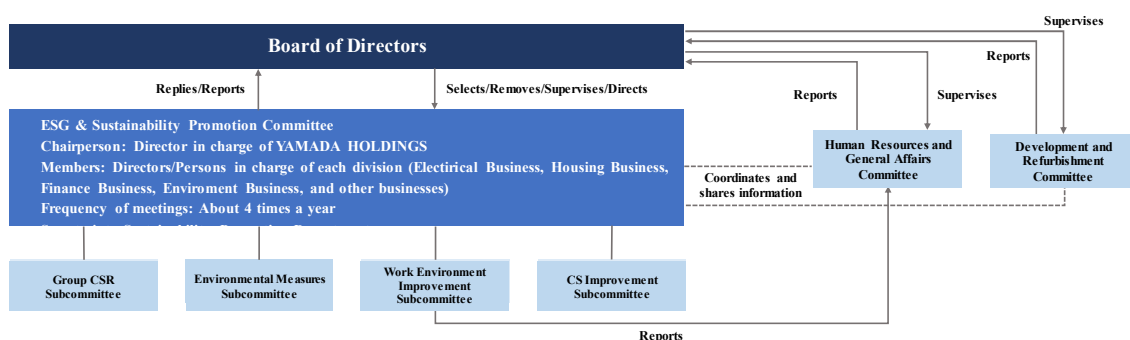 Supervises
Board of Directors
Reports
Replies/Reports
Selects/Removes/Supervises/Directs
Reports
Supervises
ESG & Sustainability Promotion Committee
Chairperson: Director in charge of YAMADA HOLDINGS
Members: Directors/Persons in charge of each division (Electirical Business, Housing Business,
Finance Business, Enviroment Business, and other businesses)
Frequency of meetings: About 4 times a year
Coordinates and
shares information
Human Resources and
General Affairs
Committee
Development and
Refurbishment
Committee
Group CSR
Subcommittee
Environmental Measures
Subcommittee
Work Environment
Improvement
Subcommittee
CS Improvement
Subcommittee
Reports